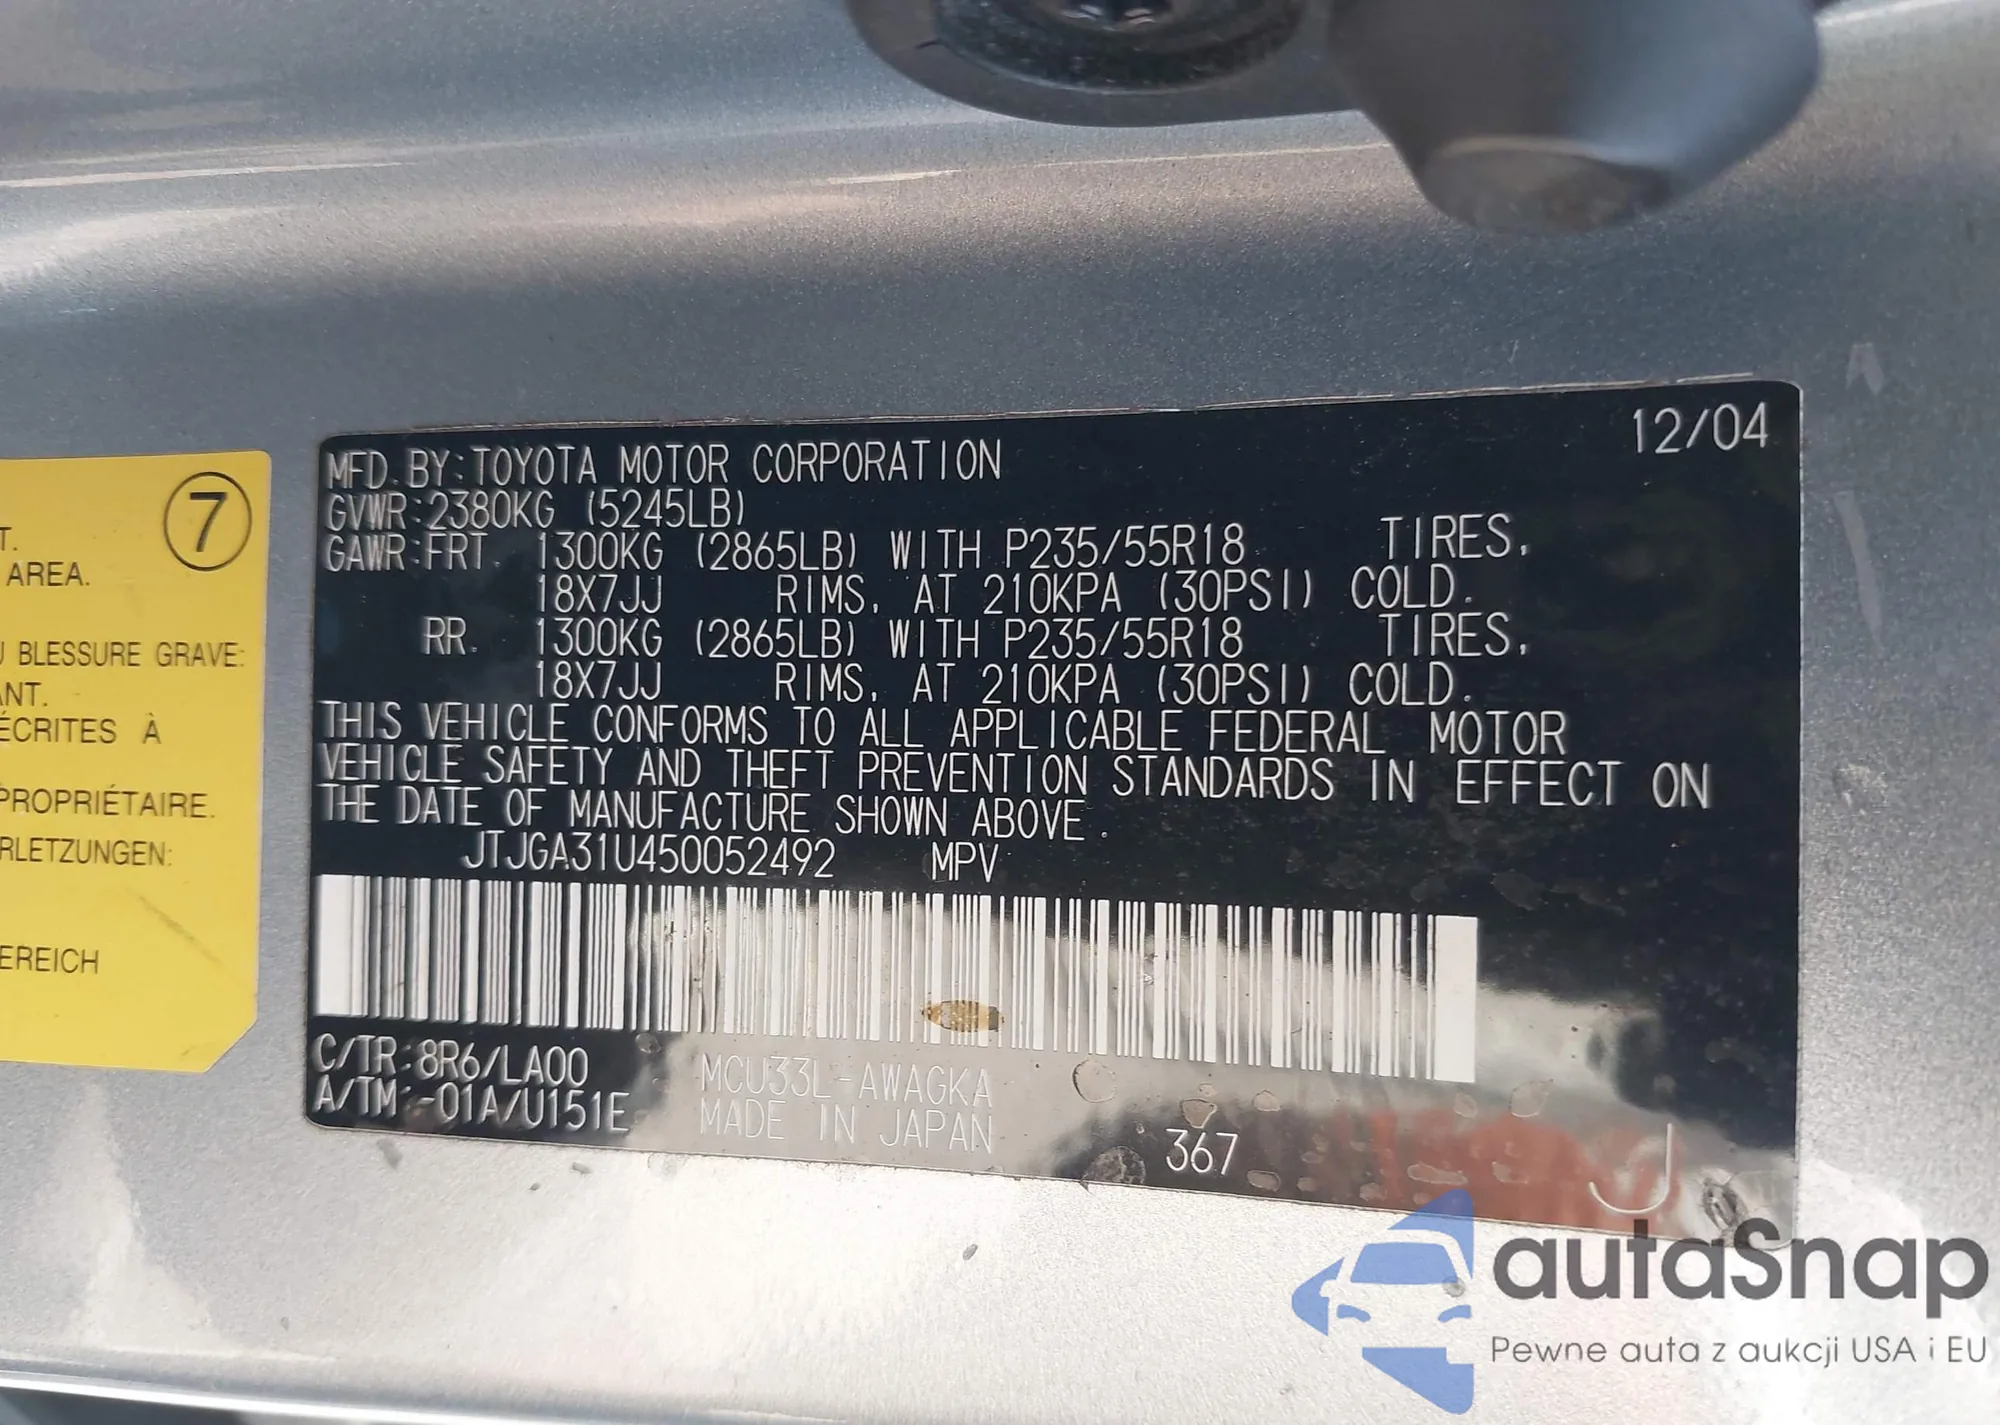 7
T.
AREA.
U BLESSURE GRAVE:
ANT.
ÉCRITES À
PROPRIÉTAIRE.
RLETZUNGEN:
EREICH
12/04
MFD. BY:TOYOTA MOTOR CORPORATION
GVWR:2380KG (5245LB)
GAWR:FRT. 1300KG (2865LB) WITH P235/55R18 TIRES,
18X7JJ RIMS, AT 210KPA (30PSI) COLD.
RR. 1300KG (2865LB) WITH P235/55R18 TIRES,
18X7JJ RIMS, AT 210KPA (30PSI) COLD.
THIS VEHICLE CONFORMS TO ALL APPLICABLE FEDERAL MOTOR
VEHICLE SAFETY AND THEFT PREVENTION STANDARDS IN EFFECT ON
THE DATE OF MANUFACTURE SHOWN ABOVE.
JTJGA31U450052492 MPV
C/TR:8R6/LA00 MCU33L-AWAGKA
A/TM:-01A/U151E MADE IN JAPAN 367 J
autaSnap
Pewne auta z aukcji USA i EU